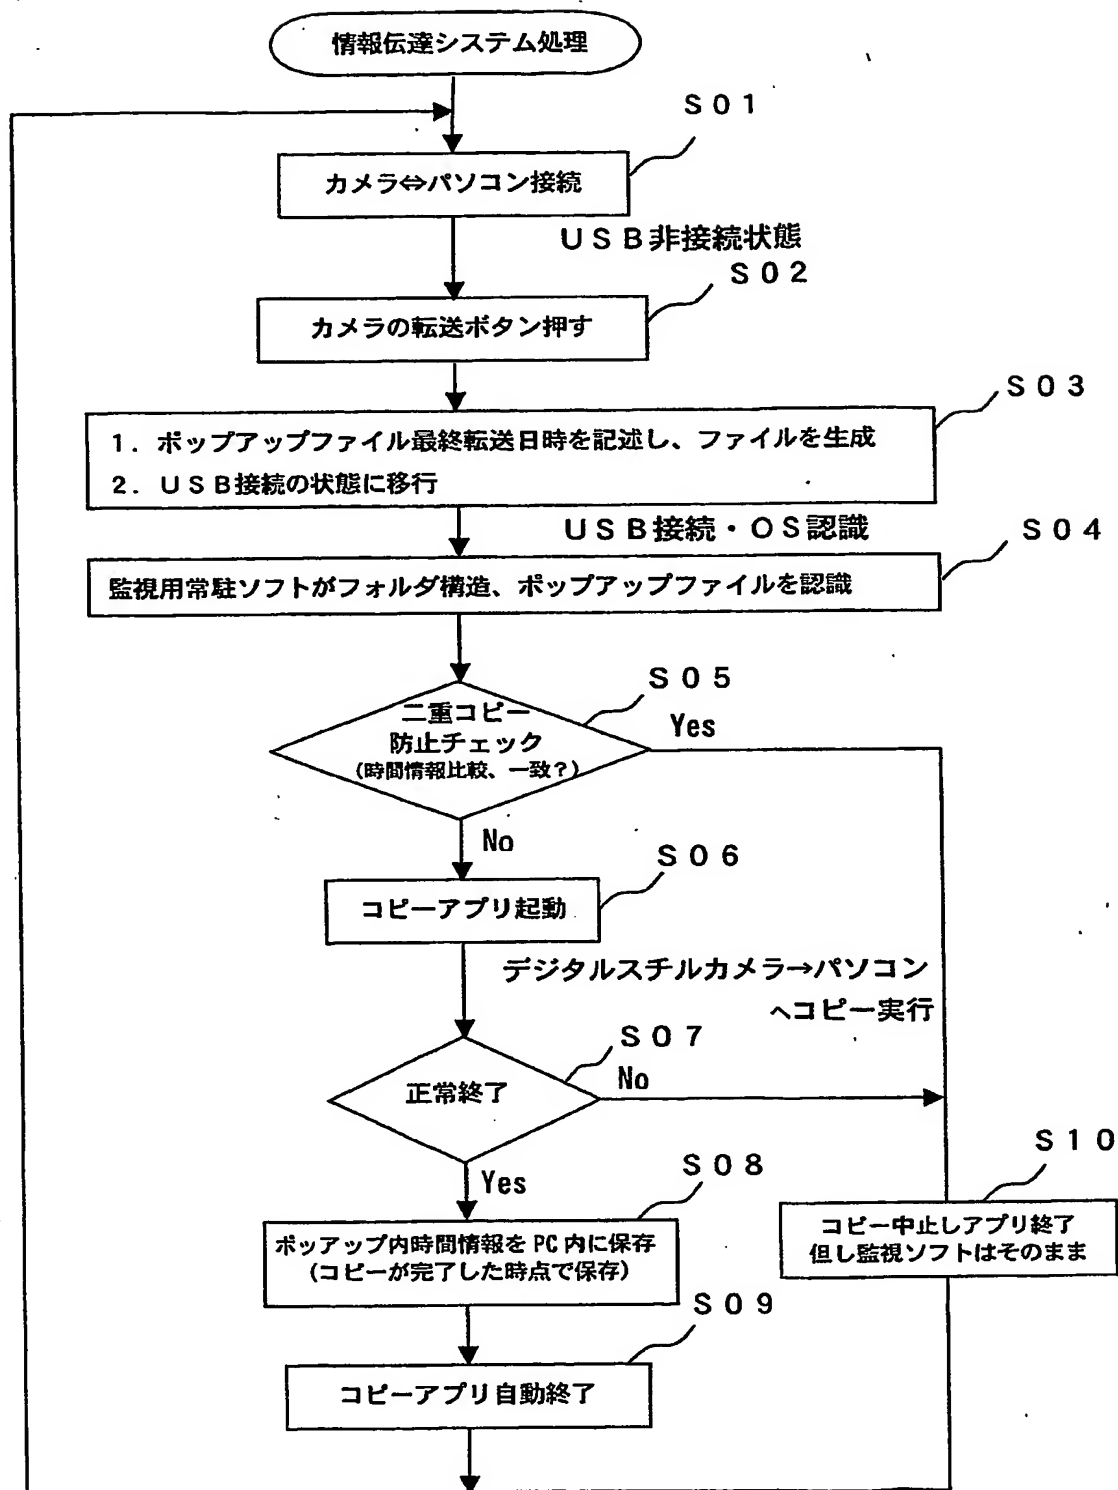 情報伝達システム処理
S01
カメラ⇔パソコン接続
USB非接続状態
S02
カメラの転送ボタン押す
S03
1．ポップアップファイル最終転送日時を記述し、ファイルを生成
2．USB接続の状態に移行
USB接続・OS認識
S04
監視用常駐ソフトがフォルダ構造、ポップアップファイルを認識
S05
二重コピー
防止チェック
(時間情報比較、一致？)
Yes
No
S06
コピーアプリ起動
デジタルスチルカメラ→パソコン
へコピー実行
S07
正常終了
No
Yes
S08
S10
ポッアップ内時間情報をPC内に保存
(コピーが完了した時点で保存)
コピー中止しアプリ終了
但し監視ソフトはそのまま
S09
コピーアプリ自動終了